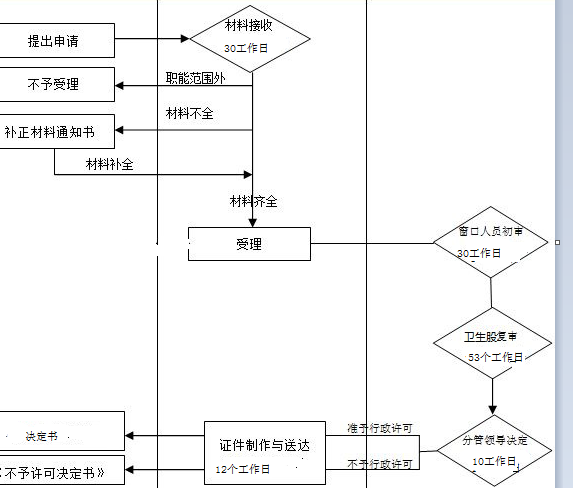 提出申请
材料接收
30工作日
不予受理
职能范围外
补正材料通知书
材料不全
材料补全
材料齐全
受理
窗口人员初审
30工作日
卫生股复审
53个工作日
决定书
证件制作与送达
12个工作日
准予行政许可
不予行政许可
分管领导决定
10工作日
《不予许可决定书》